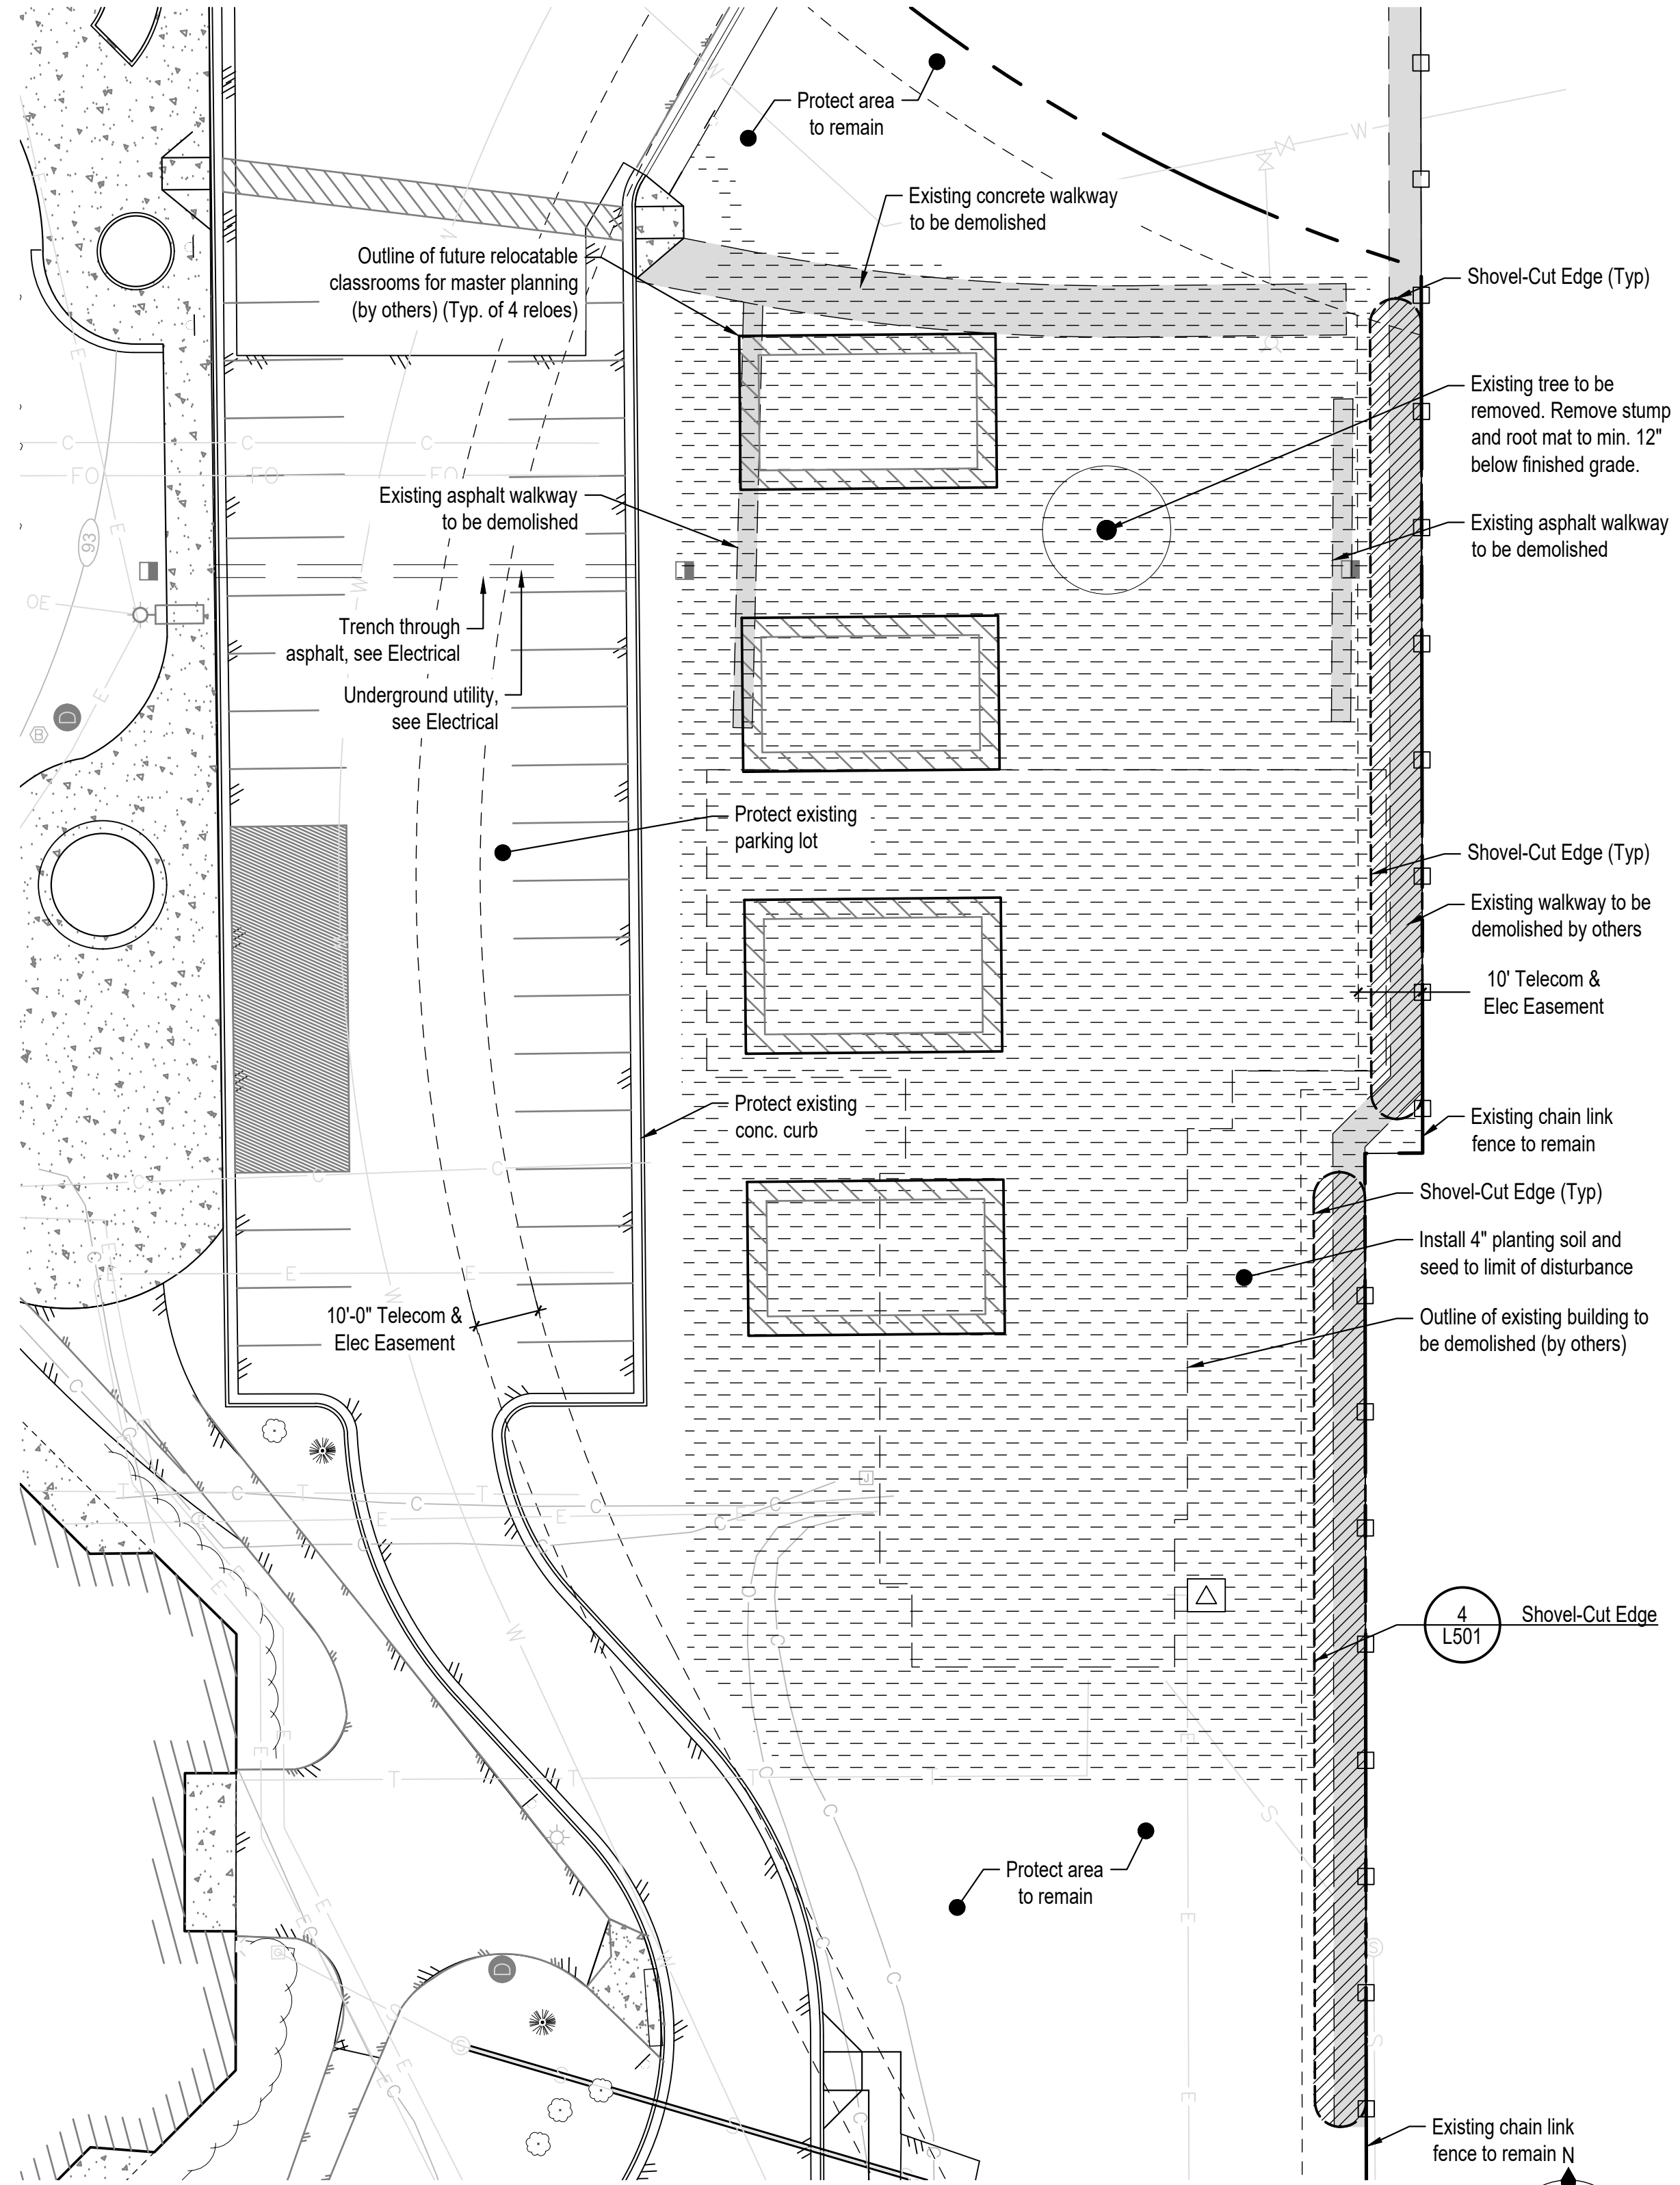 Protect area
to remain
Existing concrete walkway
to be demolished
W
W
W
Outline of future relocatable
classrooms for master planning
(by others) (Typ. of 4 reloes)
Shovel-Cut Edge (Typ)
Existing tree to be
removed. Remove stump
and root mat to min. 12"
below finished grade.
E
C
C
C
FO
FO
FO
Existing asphalt walkway
to be demolished
Existing asphalt walkway
to be demolished
93
E
W
OE
Trench through
asphalt, see Electrical
Underground utility,
see Electrical
E
D
B
Protect existing
parking lot
Shovel-Cut Edge (Typ)
Existing walkway to be
demolished by others
W
10' Telecom &
Elec Easement
Protect existing
conc. curb
Existing chain link
fence to remain
C
C
C
Shovel-Cut Edge (Typ)
Install 4" planting soil and
seed to limit of disturbance
C
E
E
E
E
W
10'-0" Telecom &
Elec Easement
Outline of existing building to
be demolished (by others)
C
C
J
T
T
T
C
C
C
C
E
E
E
C
C
C
E
D
C
W
4
L501
Shovel-Cut Edge
E
E
E
T
T
T
T
C
C
S
Protect area
to remain
E
E
C
C
C
E
W
D
S
S
S
S
E
E
C
C
C
E
S
Existing chain link
fence to remain
N